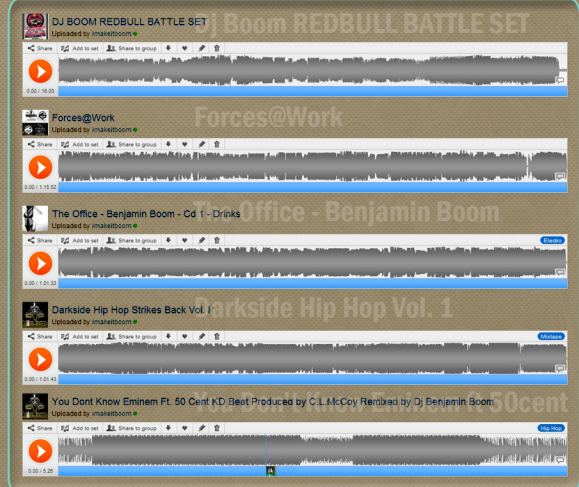 Dj Boom REDBULL BATTLE SET
DJ BOOM REDBULL BATTLE SET
Uploaded by imakeitboom
Share Add to set Share to group
0.00 / 16.00
Forces@Work
Forces@Work
Uploaded by imakeitboom
Share Add to set Share to group
0.00 / 1.15.52
The Office - Benjamin Boom
The Office - Benjamin Boom - Cd 1 - Drinks
Uploaded by imakeitboom
Share Add to set Share to group Electro
0.00 / 1.01.33
Darkside Hip Hop Vol. 1
Darkside Hip Hop Strikes Back Vol. I
Uploaded by imakeitboom
Share Add to set Share to group Mixtape
0.00 / 1.01.43
You Don't Know Eminem ft 50cent
You Dont Know Eminem Ft. 50 Cent KD Beat Produced by C.L.McCoy Remixed by Dj Benjamin Boom
Uploaded by imakeitboom
Share Add to set Share to group Hip Hop
0.00 / 5.26